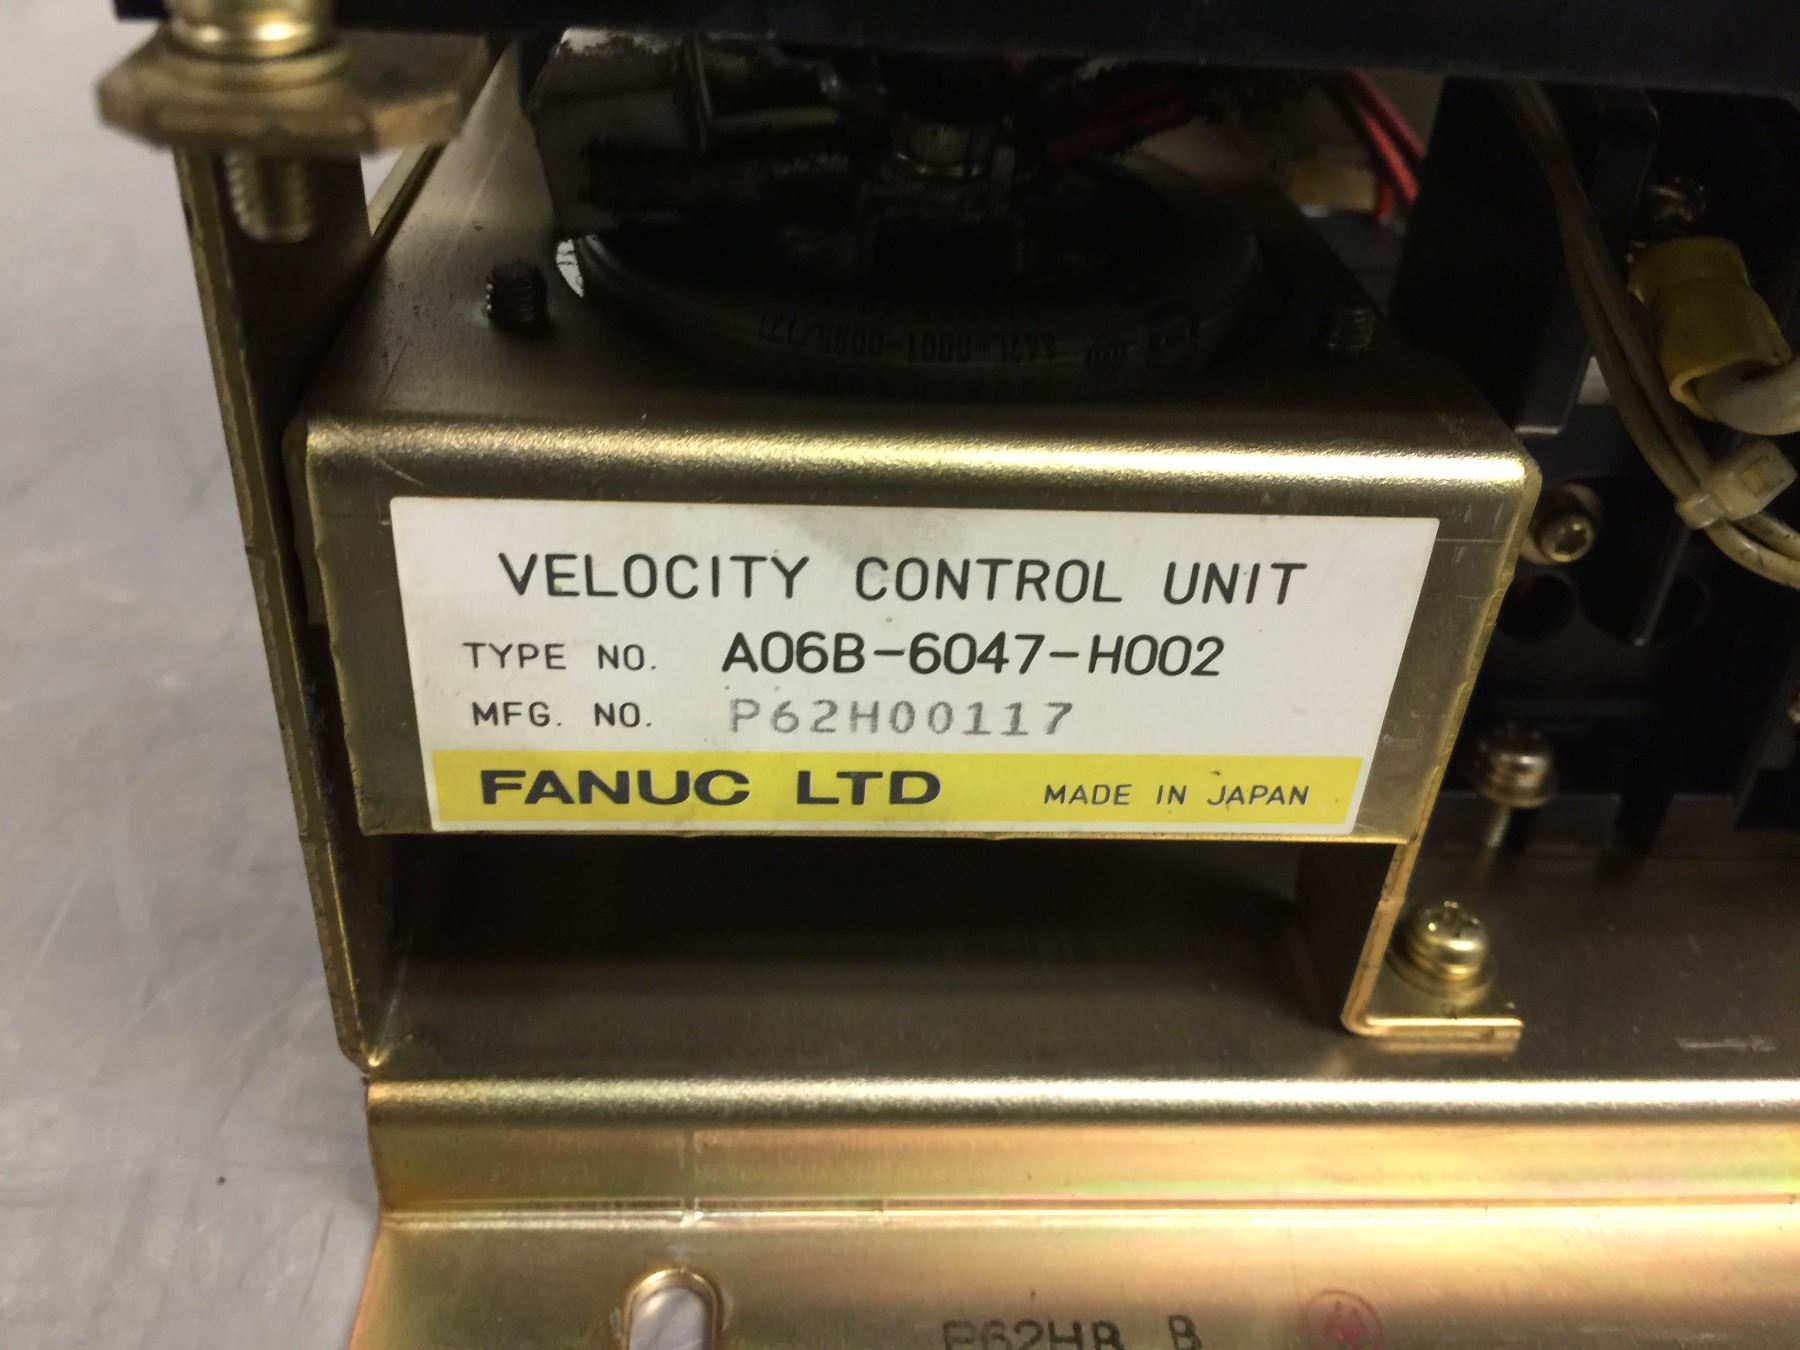 VELOCITY CONTROL UNIT
TYPE NO. A06B-6047-H002
MFG. NO. P62H00117
FANUC LTD MADE IN JAPAN